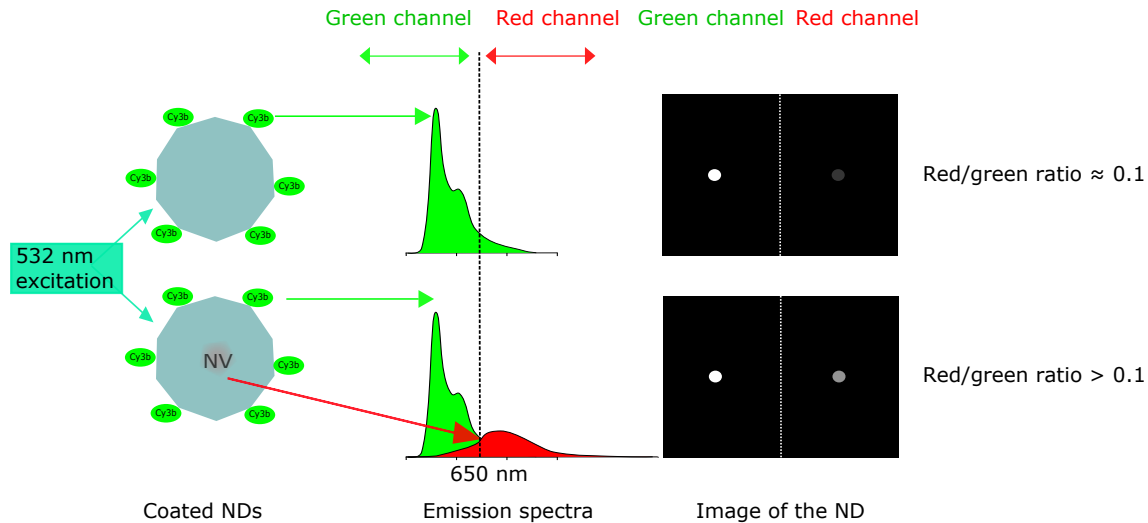 Green channel
Red channel
Green channel
Red channel
Cy3b
Cy3b
Cy3b
Cy3b
Cy3b
Cy3b
Red/green ratio ≈ 0.1
532 nm
excitation
Cy3b
Cy3b
Cy3b
NV
Cy3b
Cy3b
Cy3b
Red/green ratio > 0.1
650 nm
Coated NDs
Emission spectra
Image of the ND